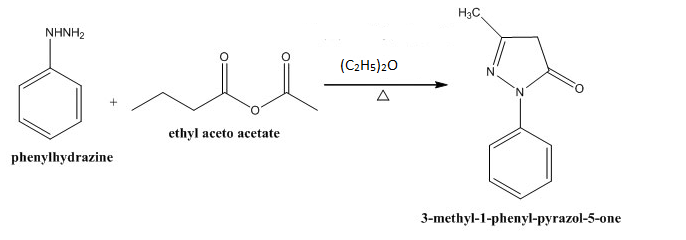 H₃C
NHNH₂
O
O
(C₂H₅)₂O
N
O
+
O
△
N
ethyl aceto acetate
phenylhydrazine
3-methyl-1-phenyl-pyrazol-5-one